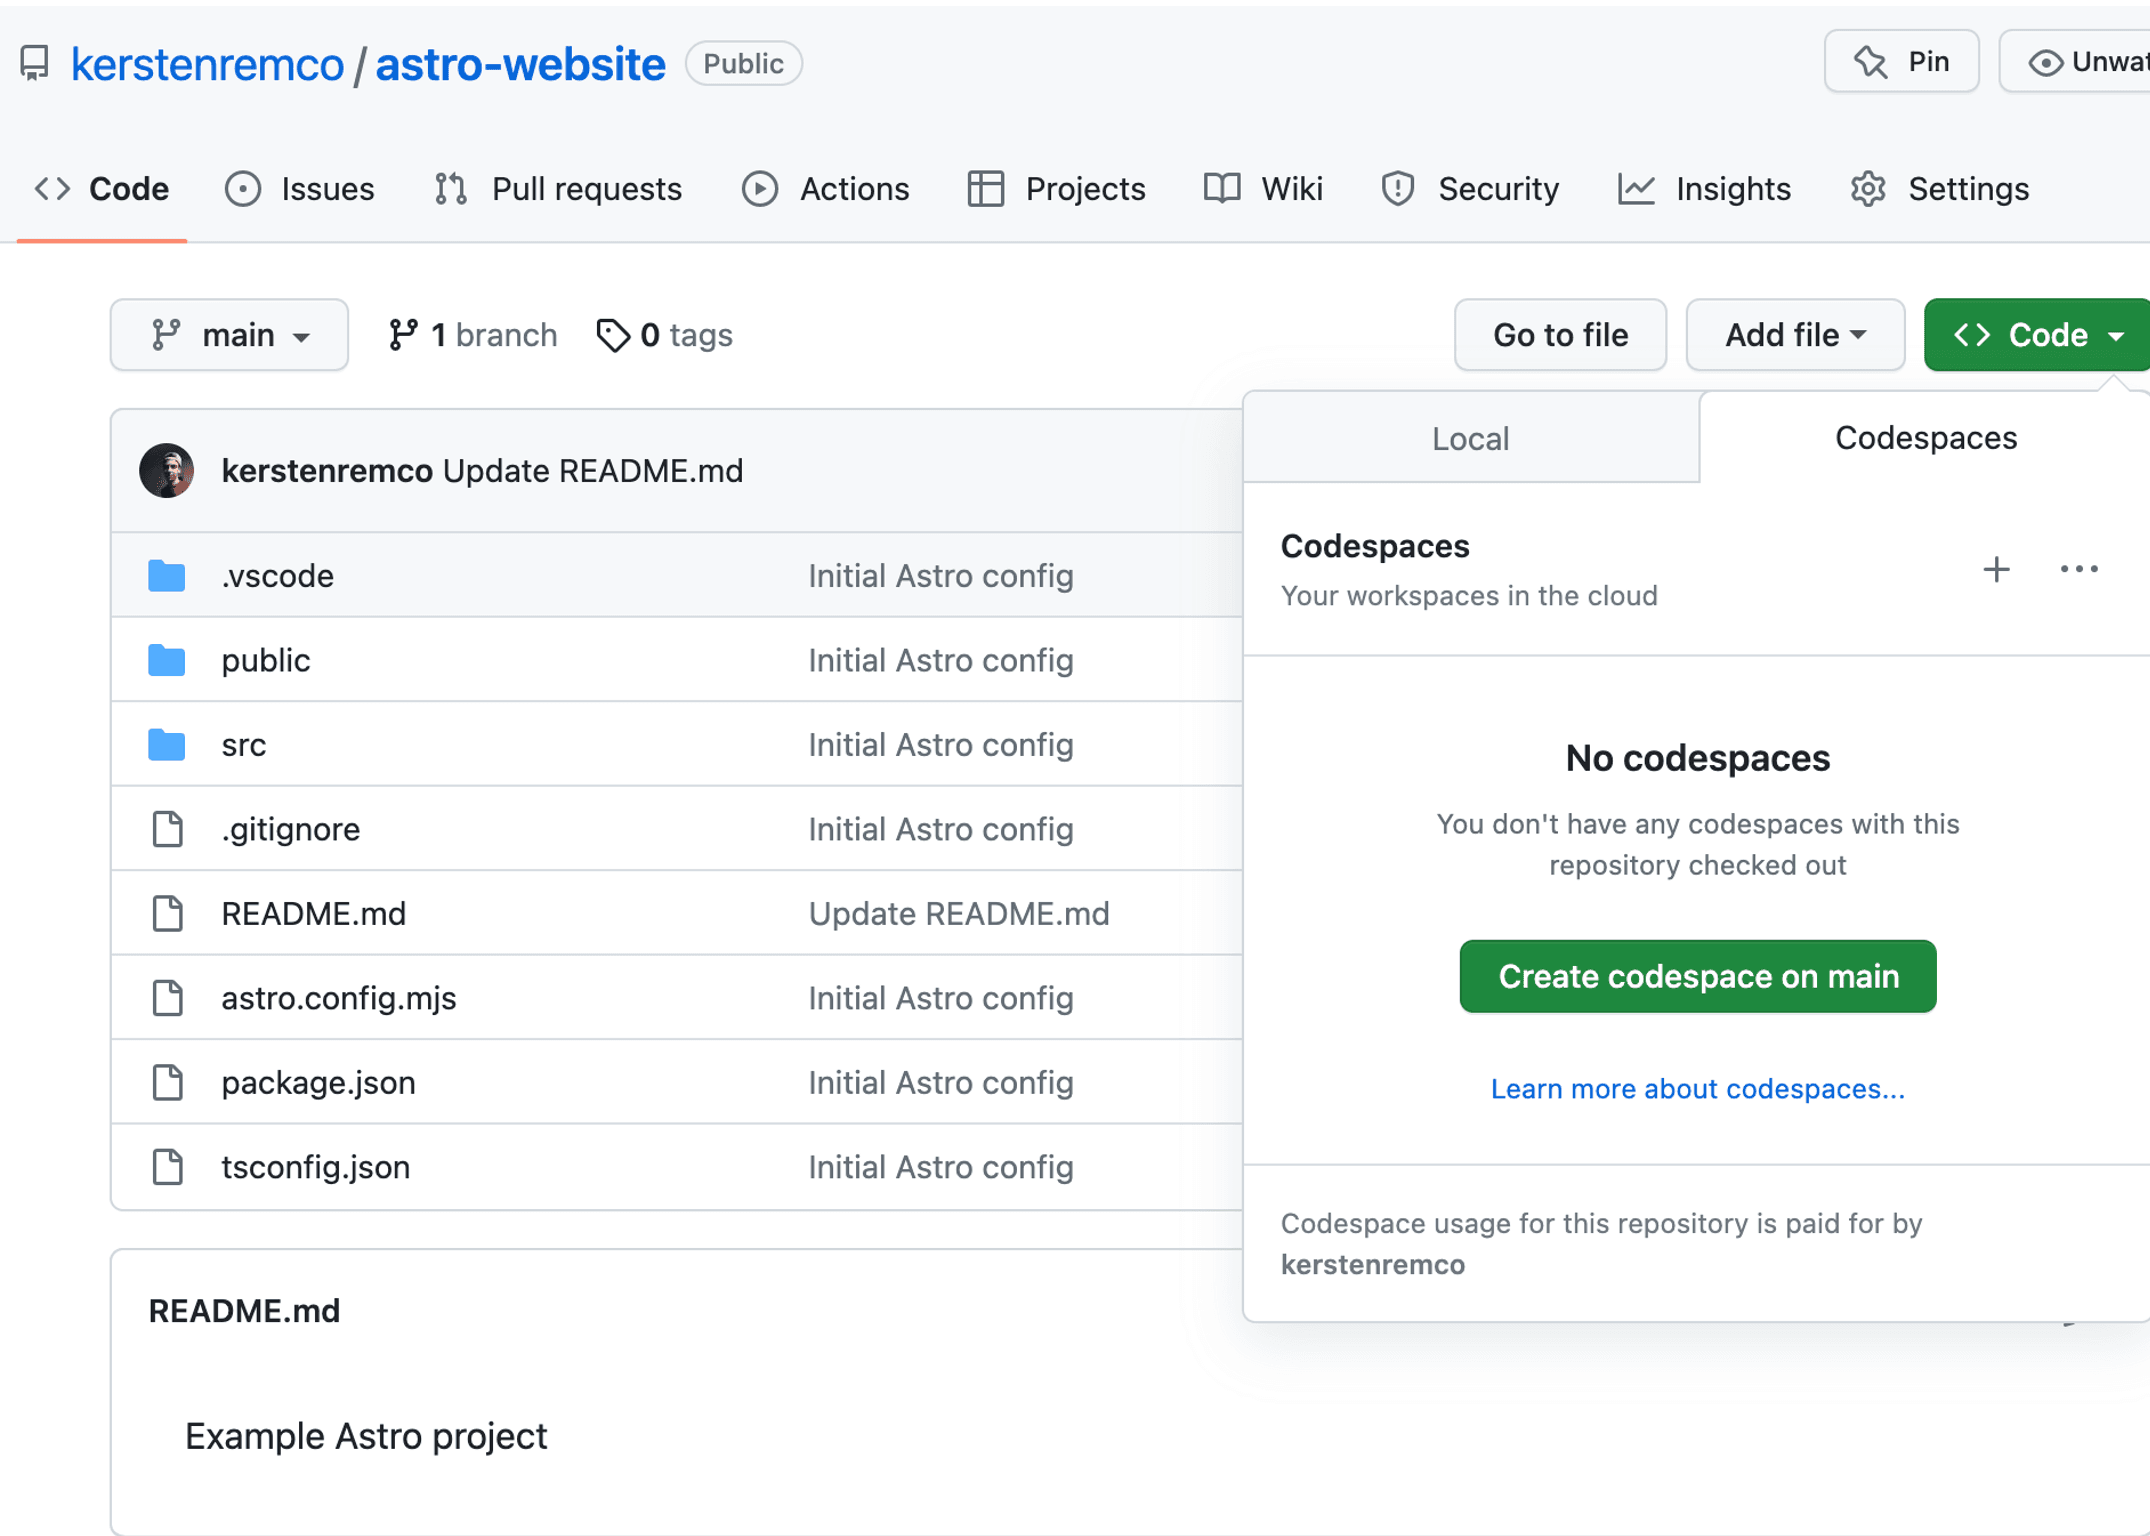 kerstenremco / astro-website Public
Pin
Code Issues Pull requests Actions Projects Wiki Security Insights Settings
main 1 branch 0 tags Go to file Add file Code
kerstenremco Update README.md
.vscode Initial Astro config
public Initial Astro config
src Initial Astro config
.gitignore Initial Astro config
README.md Update README.md
astro.config.mjs Initial Astro config
package.json Initial Astro config
tsconfig.json Initial Astro config
Local Codespaces
Codespaces
Your workspaces in the cloud
No codespaces
You don't have any codespaces with this
repository checked out
Create codespace on main
Learn more about codespaces...
Codespace usage for this repository is paid for by
kerstenremco
README.md
Example Astro project